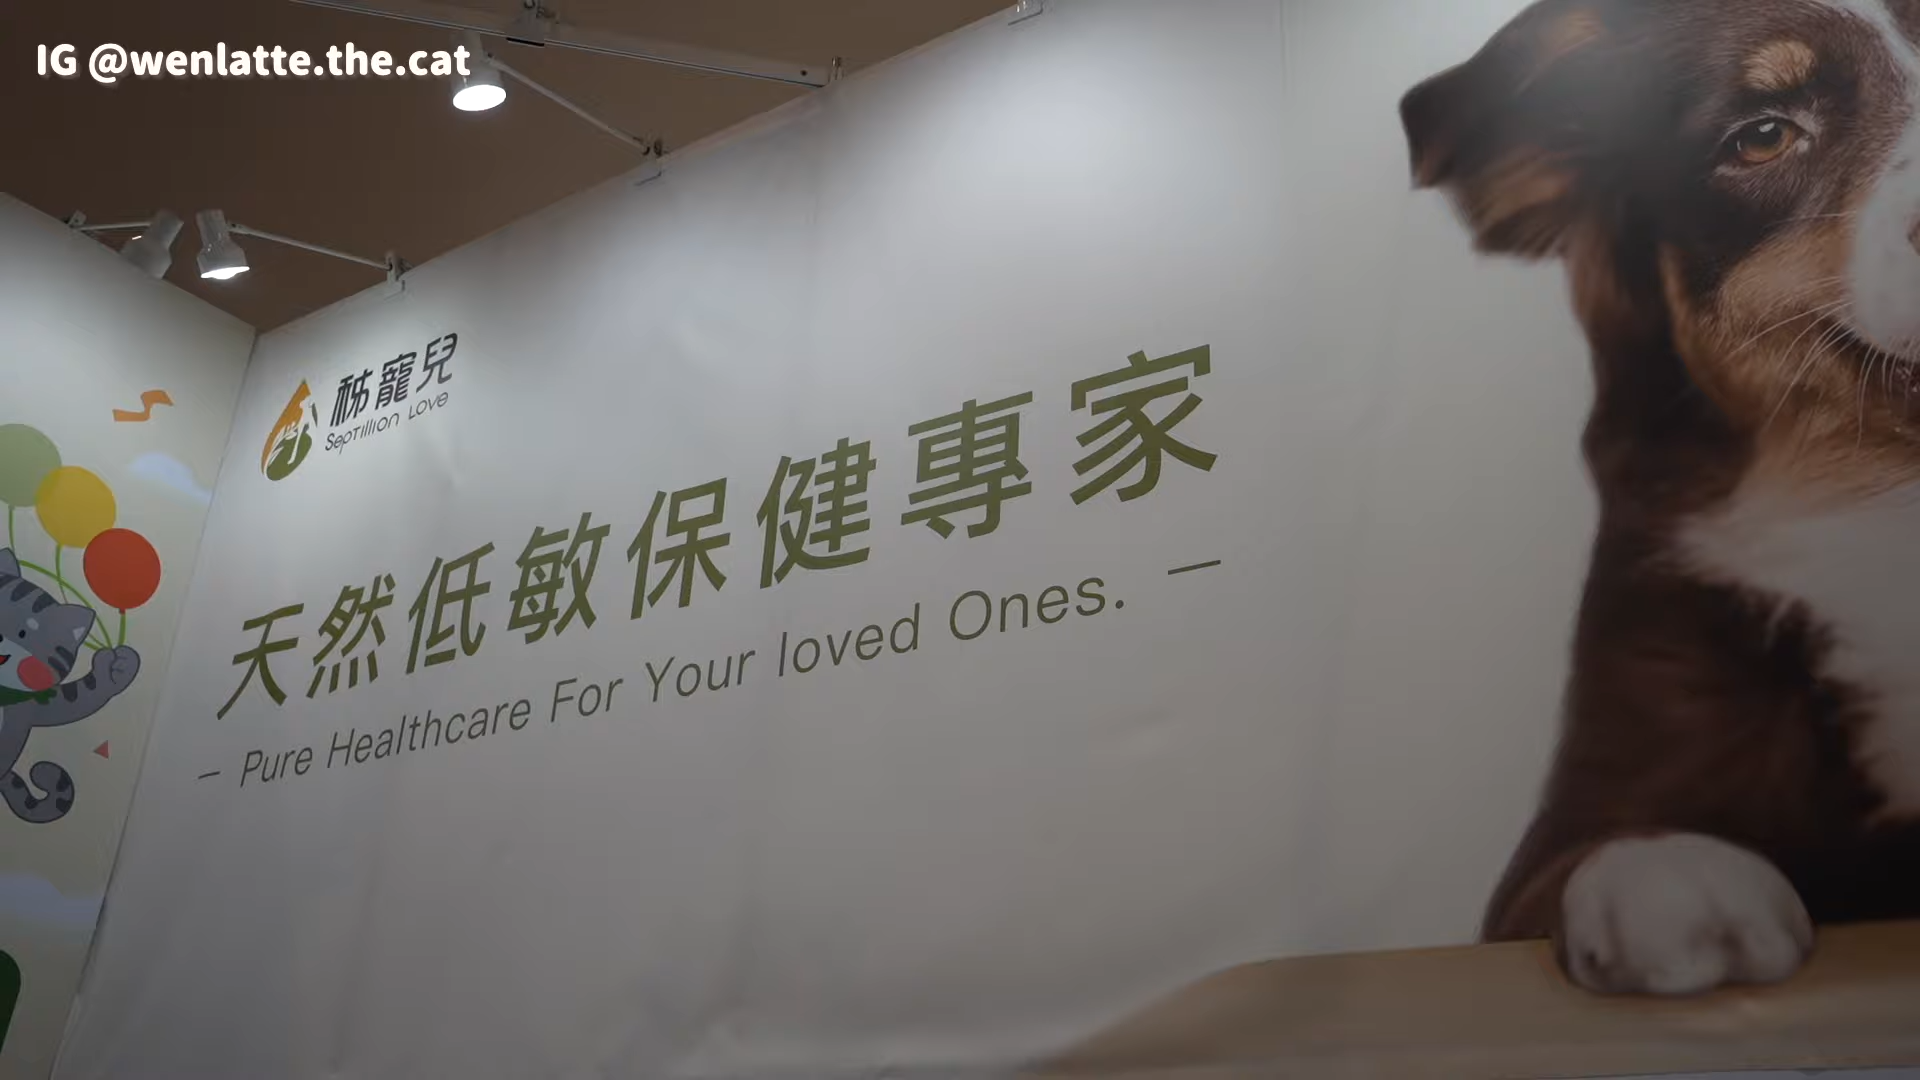 IG @wenlatte.the.cat
秭寵兒
Septillion Love
天然低敏保健專家
– Pure Healthcare For Your loved Ones. –